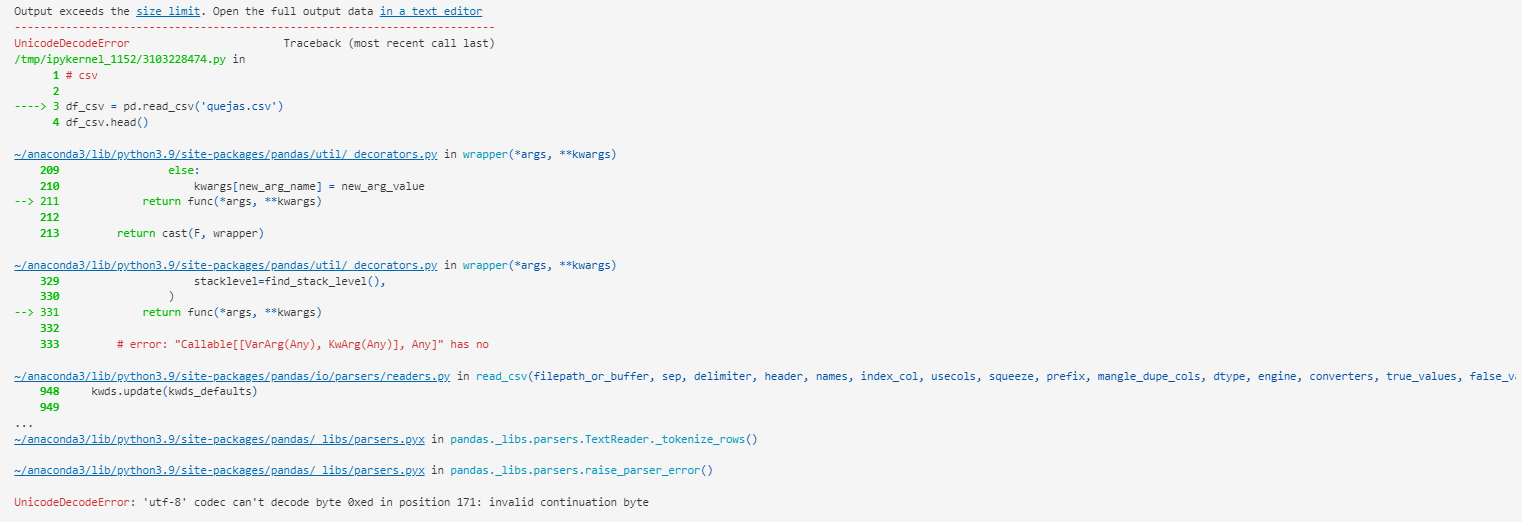 Output exceeds the size limit. Open the full output data in a text editor
---------------------------------------------------------------------------
UnicodeDecodeError                        Traceback (most recent call last)
/tmp/ipykernel_1152/3103228474.py in
      1 # csv
      2
----> 3 df_csv = pd.read_csv('quejas.csv')
      4 df_csv.head()
~/anaconda3/lib/python3.9/site-packages/pandas/util/_decorators.py in wrapper(*args, **kwargs)
    209                 else:
    210                     kwargs[new_arg_name] = new_arg_value
--> 211             return func(*args, **kwargs)
    212
    213         return cast(F, wrapper)
~/anaconda3/lib/python3.9/site-packages/pandas/util/_decorators.py in wrapper(*args, **kwargs)
    329                     stacklevel=find_stack_level(),
    330                 )
--> 331             return func(*args, **kwargs)
    332
    333         # error: "Callable[[VarArg(Any), KwArg(Any)], Any]" has no
~/anaconda3/lib/python3.9/site-packages/pandas/io/parsers/readers.py in read_csv(filepath_or_buffer, sep, delimiter, header, names, index_col, usecols, squeeze, prefix, mangle_dupe_cols, dtype, engine, converters, true_values, false_va
    948     kwds.update(kwds_defaults)
    949
...
~/anaconda3/lib/python3.9/site-packages/pandas/_libs/parsers.pyx in pandas._libs.parsers.TextReader._tokenize_rows()
~/anaconda3/lib/python3.9/site-packages/pandas/_libs/parsers.pyx in pandas._libs.parsers.raise_parser_error()
UnicodeDecodeError: 'utf-8' codec can't decode byte 0xed in position 171: invalid continuation byte